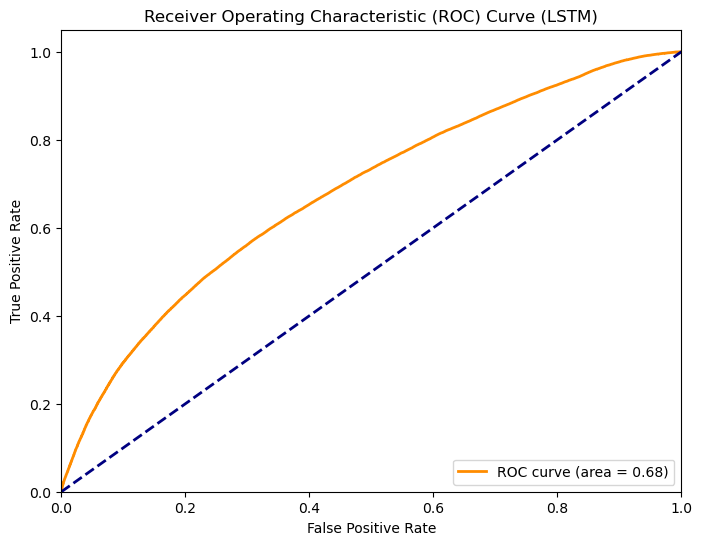 Receiver Operating Characteristic (ROC) Curve (LSTM)
1.0
0.8
0.6
0.4
0.2
0.0
True Positive Rate
ROC curve (area = 0.68)
0.0 0.2 0.4 0.6 0.8 1.0
False Positive Rate